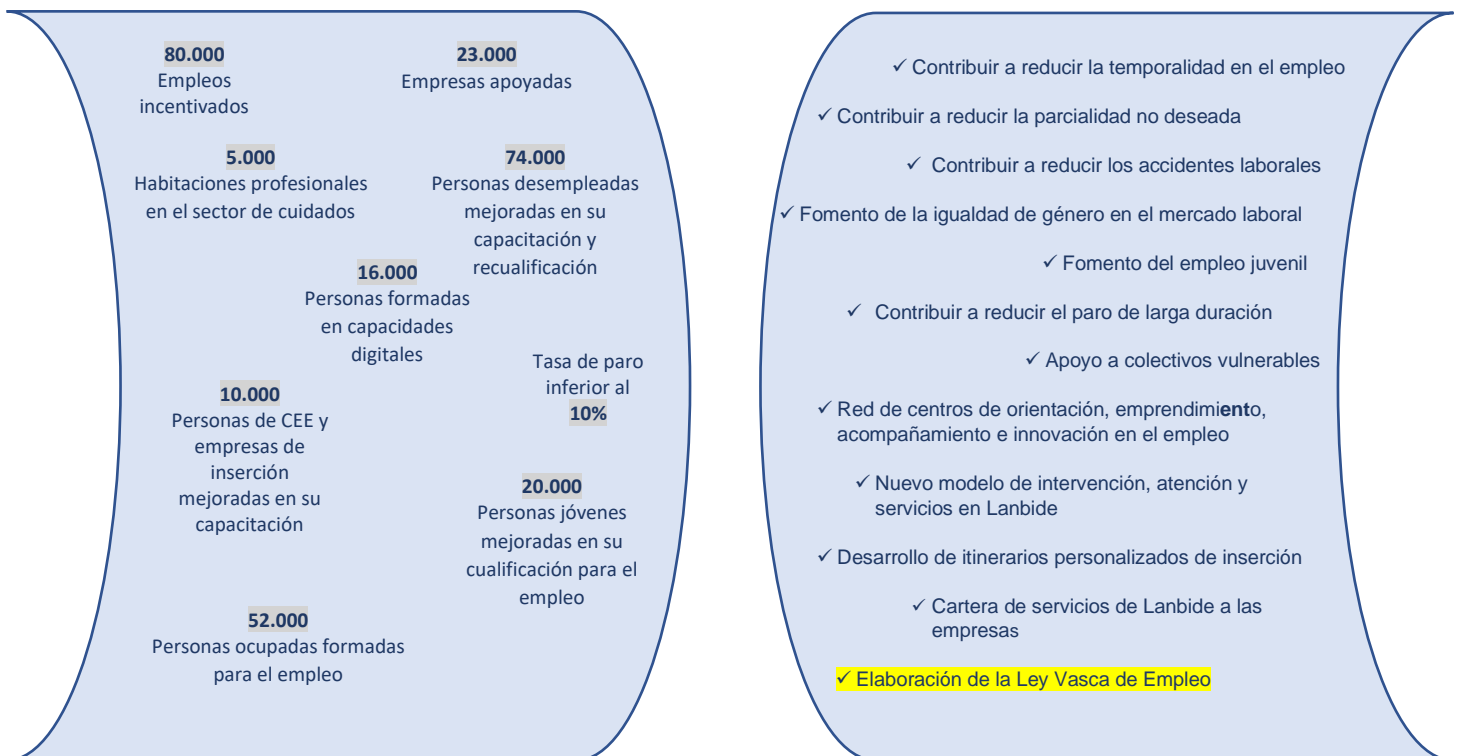 80.000
Empleos
incentivados
23.000
Empresas apoyadas
5.000
Habitaciones profesionales
en el sector de cuidados
74.000
Personas desempleadas
mejoradas en su
capacitación y
recualificación
16.000
Personas formadas
en capacidades
digitales
Tasa de paro
inferior al
10%
10.000
Personas de CEE y
empresas de
inserción
mejoradas en su
capacitación
20.000
Personas jóvenes
mejoradas en su
cualificación para el
empleo
52.000
Personas ocupadas formadas
para el empleo
✓ Contribuir a reducir la temporalidad en el empleo
✓ Contribuir a reducir la parcialidad no deseada
✓ Contribuir a reducir los accidentes laborales
✓ Fomento de la igualdad de género en el mercado laboral
✓ Fomento del empleo juvenil
✓ Contribuir a reducir el paro de larga duración
✓ Apoyo a colectivos vulnerables
✓ Red de centros de orientación, emprendimiento,
acompañamiento e innovación en el empleo
✓ Nuevo modelo de intervención, atención y
servicios en Lanbide
✓ Desarrollo de itinerarios personalizados de inserción
✓ Cartera de servicios de Lanbide a las
empresas
✓ Elaboración de la Ley Vasca de Empleo